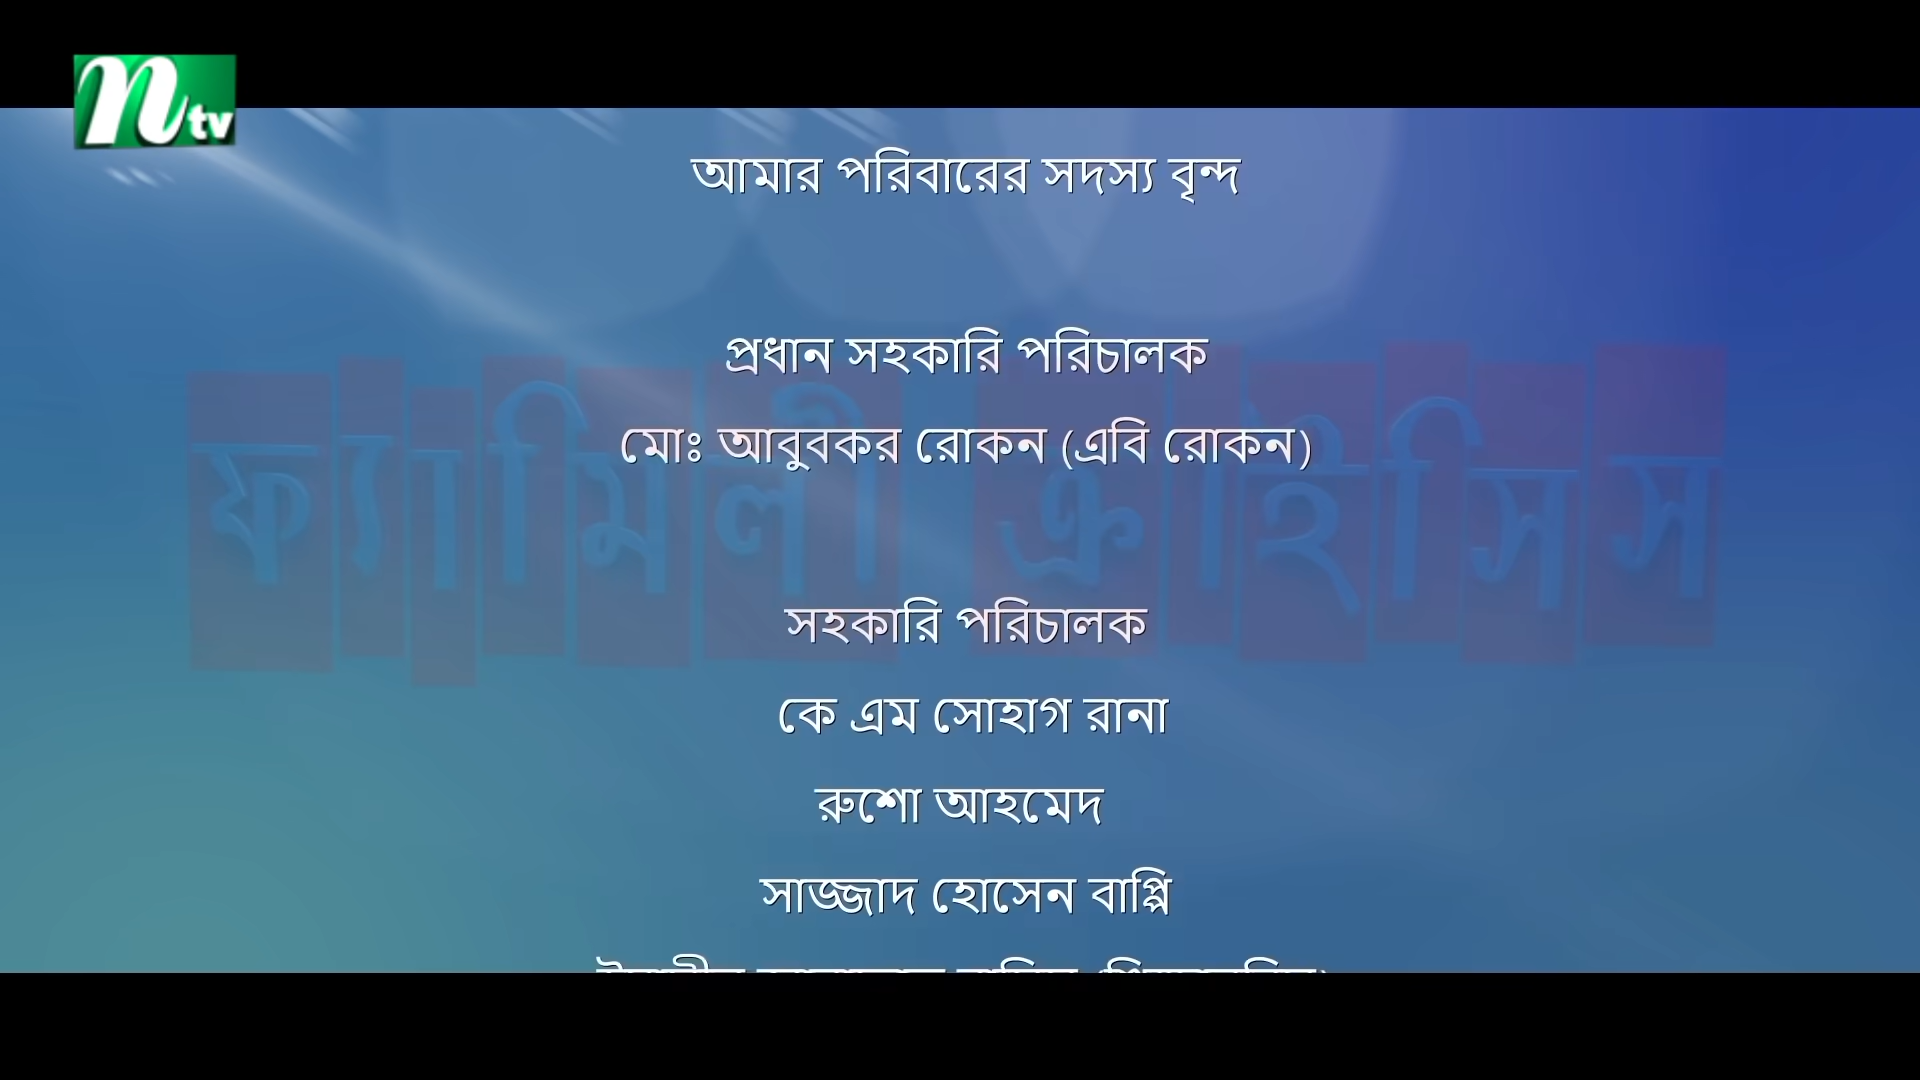 ntv
আমার পরিবারের সদস্য বৃন্দ
প্রধান সহকারি পরিচালক
মোঃ আবুবকর রোকন (এবি রোকন)
ফ্যামিলী ক্রাইসিস
সহকারি পরিচালক
কে এম সোহাগ রানা
রুশো আহমেদ
সাজ্জাদ হোসেন বাপ্পি